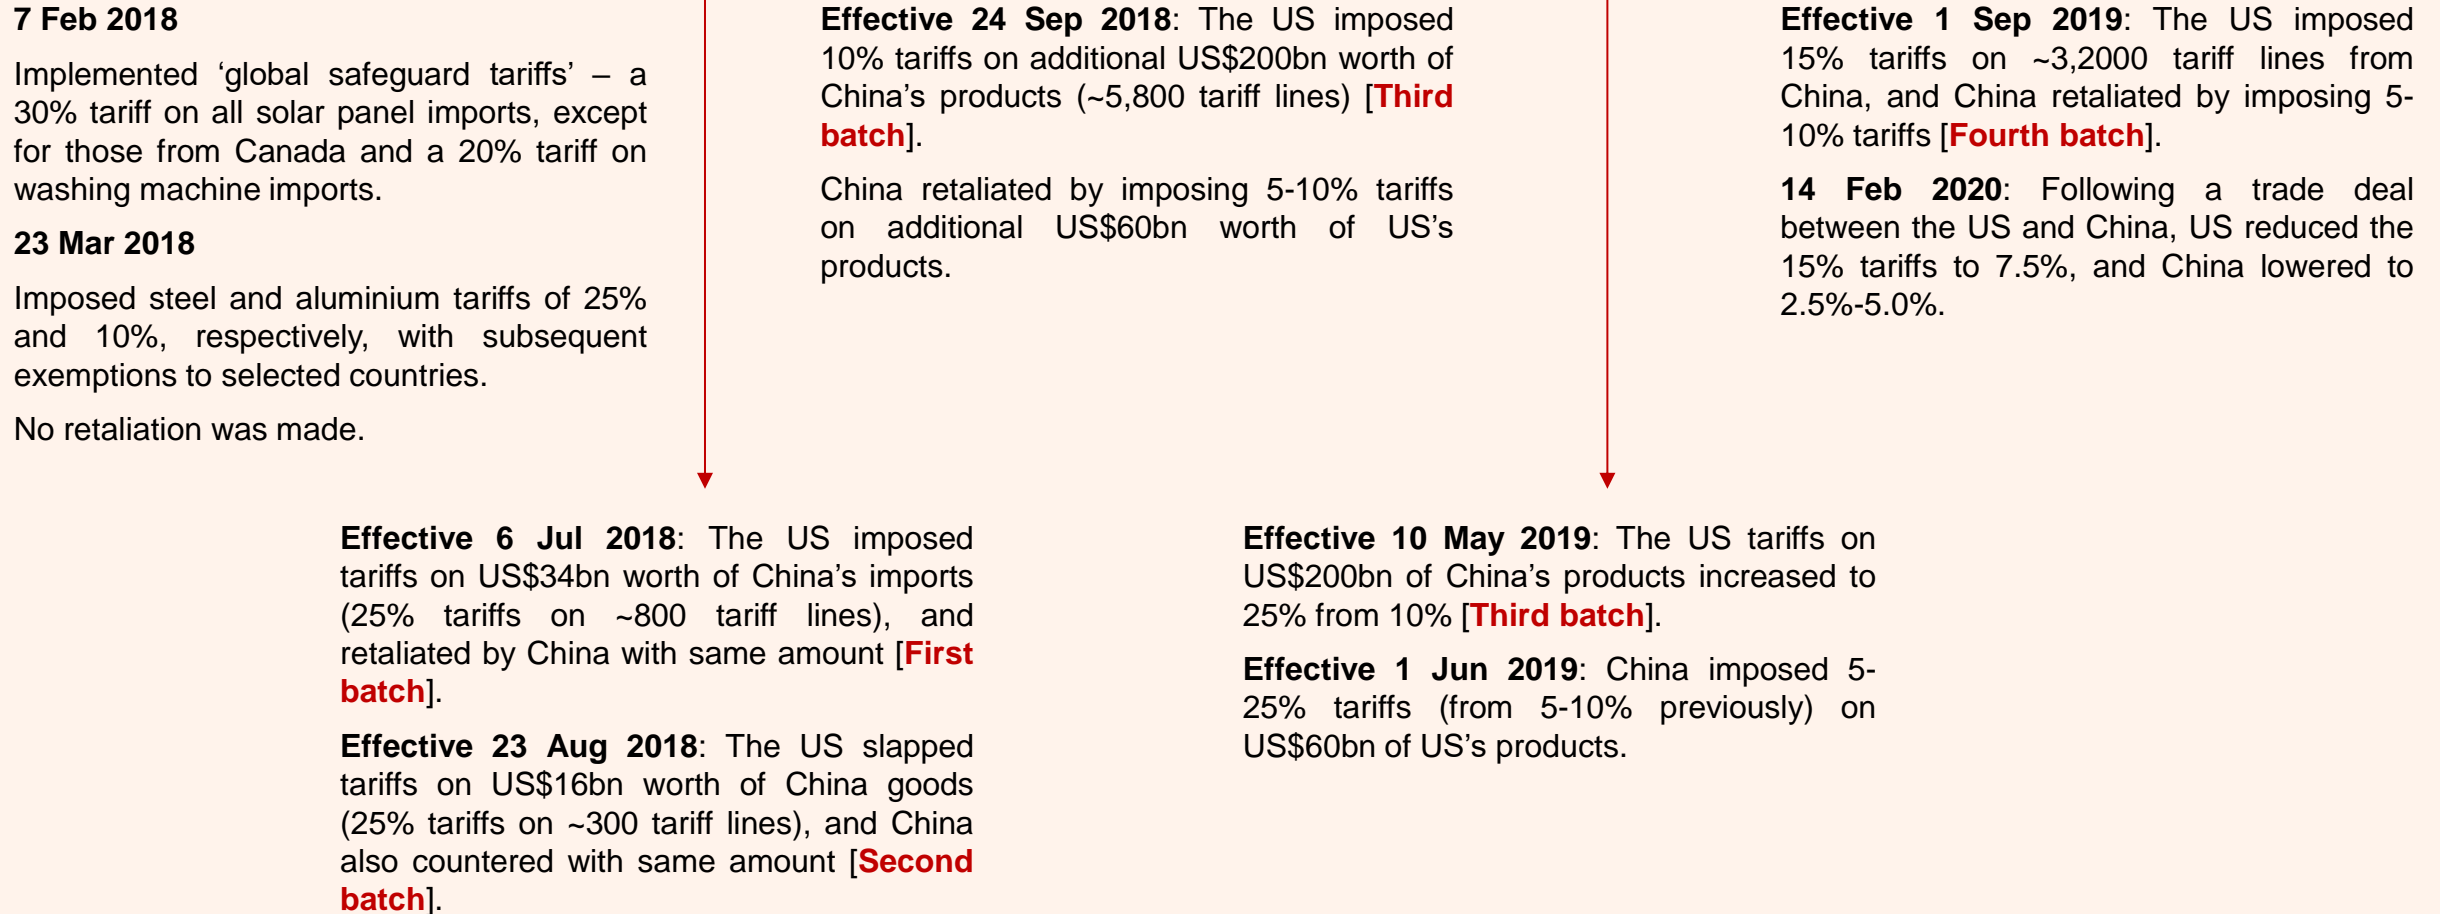 7 Feb 2018
Implemented ‘global safeguard tariffs’ – a
30% tariff on all solar panel imports, except
for those from Canada and a 20% tariff on
washing machine imports.
23 Mar 2018
Imposed steel and aluminium tariffs of 25%
and 10%, respectively, with subsequent
exemptions to selected countries.
No retaliation was made.
Effective 6 Jul 2018: The US imposed
tariffs on US$34bn worth of China’s imports
(25% tariffs on ~800 tariff lines), and
retaliated by China with same amount [First
batch].
Effective 23 Aug 2018: The US slapped
tariffs on US$16bn worth of China goods
(25% tariffs on ~300 tariff lines), and China
also countered with same amount [Second
batch].
Effective 24 Sep 2018: The US imposed
10% tariffs on additional US$200bn worth of
China’s products (~5,800 tariff lines) [Third
batch].
China retaliated by imposing 5-10% tariffs
on additional US$60bn worth of US’s
products.
Effective 10 May 2019: The US tariffs on
US$200bn of China’s products increased to
25% from 10% [Third batch].
Effective 1 Jun 2019: China imposed 5-
25% tariffs (from 5-10% previously) on
US$60bn of US’s products.
Effective 1 Sep 2019: The US imposed
15% tariffs on ~3,2000 tariff lines from
China, and China retaliated by imposing 5-
10% tariffs [Fourth batch].
14 Feb 2020: Following a trade deal
between the US and China, US reduced the
15% tariffs to 7.5%, and China lowered to
2.5%-5.0%.